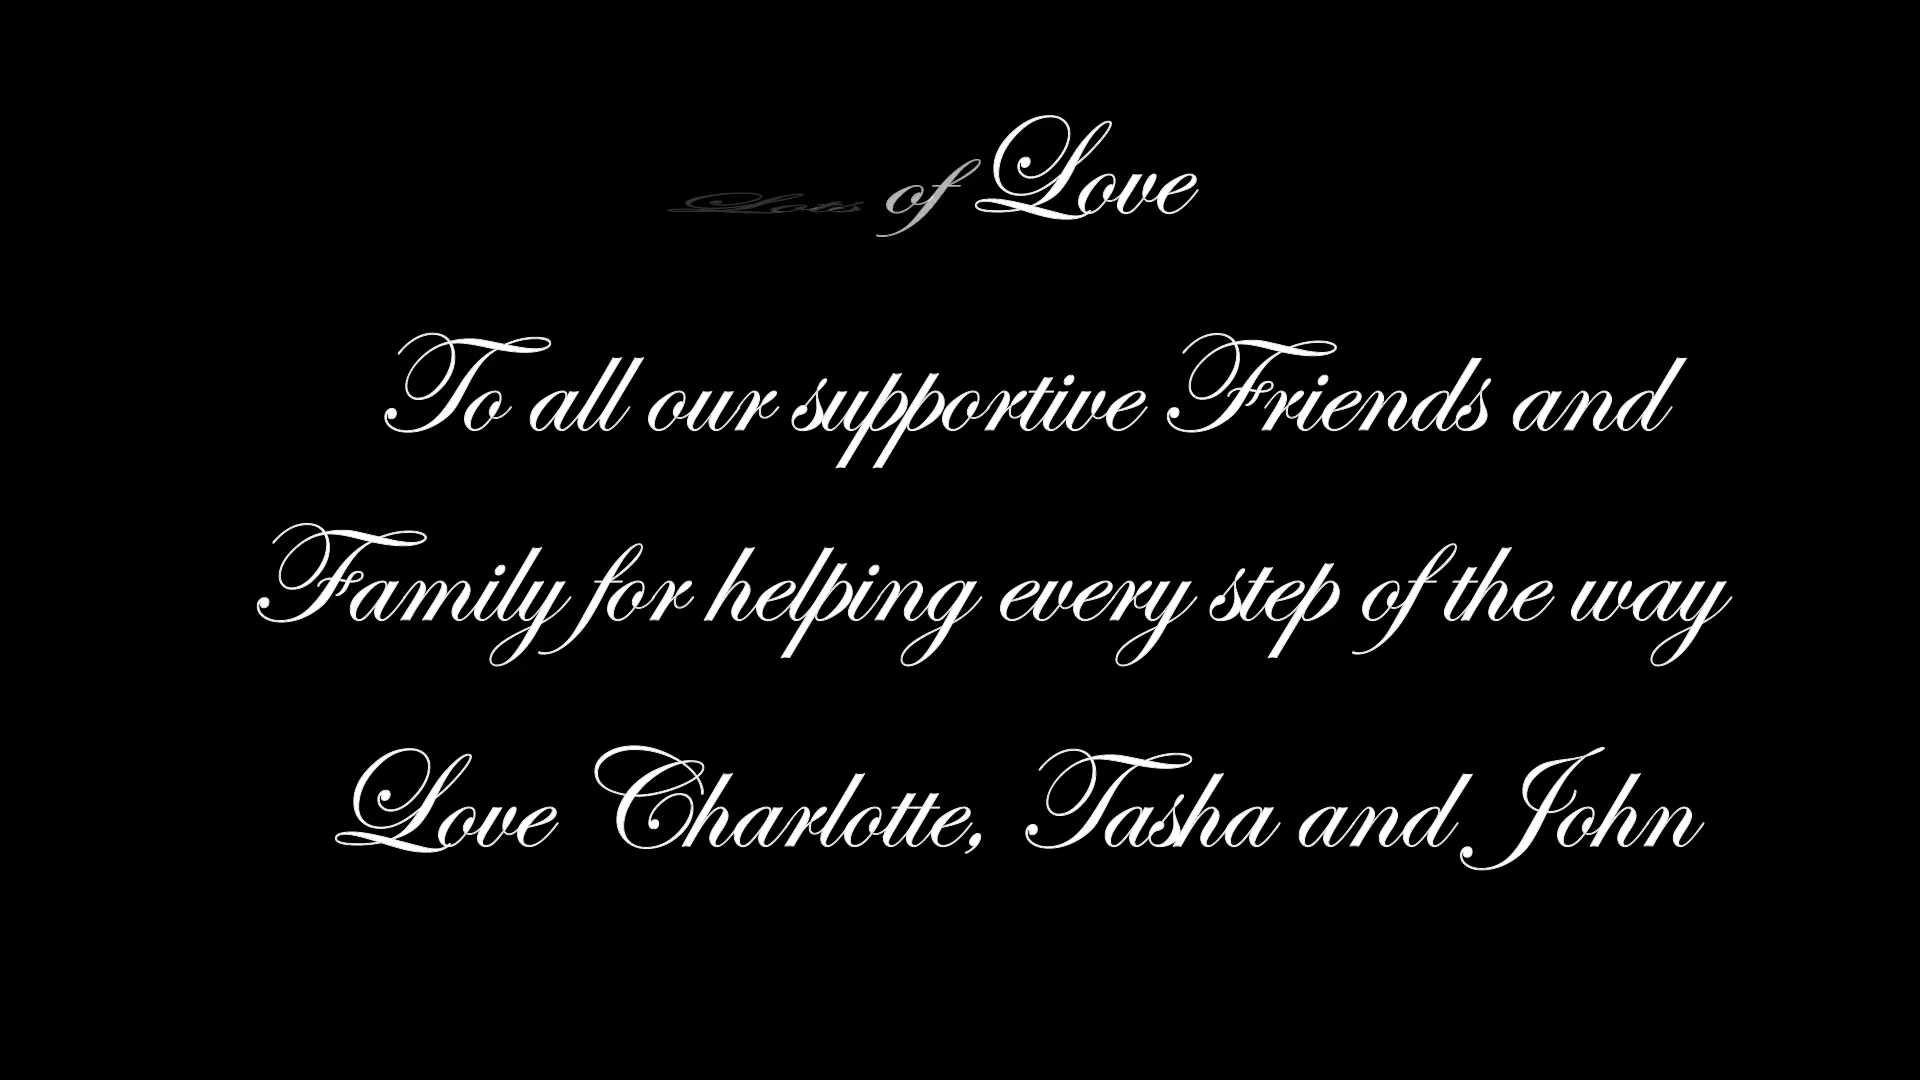 Lots of Love
To all our supportive Friends and
Family for helping every step of the way
Love Charlotte, Tasha and John